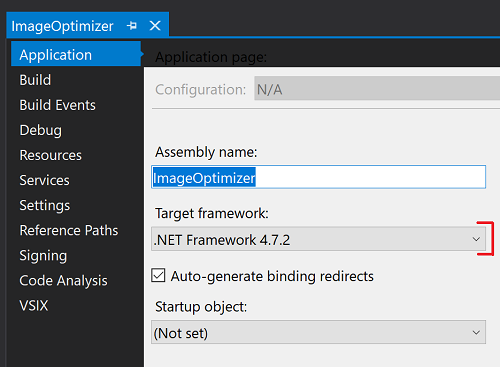 ImageOptimizer
Application
Build
Build Events
Debug
Resources
Services
Settings
Reference Paths
Signing
Code Analysis
VSIX
Application page:
Configuration: N/A
Assembly name:
ImageOptimizer
Target framework:
.NET Framework 4.7.2
Auto-generate binding redirects
Startup object:
(Not set)